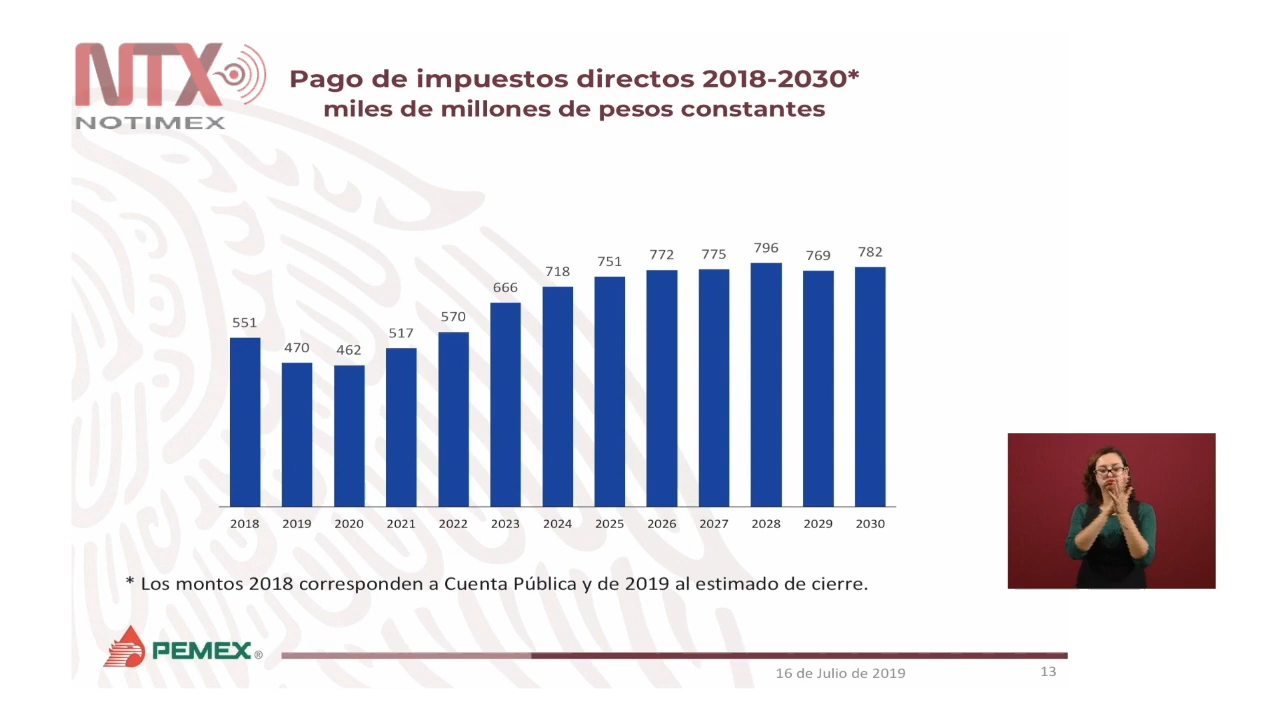 NTX
NOTIMEX
Pago de impuestos directos 2018-2030*
miles de millones de pesos constantes
551 470 462 517 570 666 718 751 772 775 796 769 782
2018 2019 2020 2021 2022 2023 2024 2025 2026 2027 2028 2029 2030
* Los montos 2018 corresponden a Cuenta Pública y de 2019 al estimado de cierre.
PEMEX®
16 de Julio de 2019 13